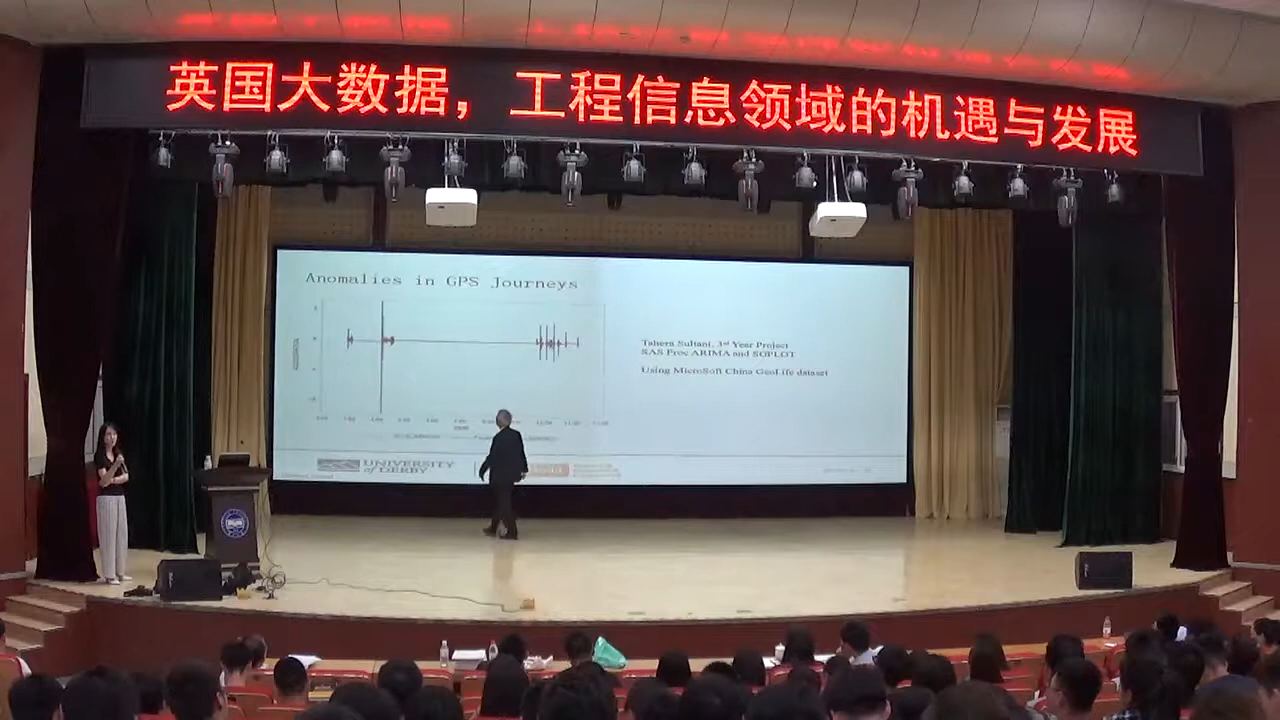 英国大数据，工程信息领域的机遇与发展
Anomalies in GPS Journeys
Tahera Sultani, 3rd Year Project
SAS Proc ARIMA and SGPLOT
Using MicroSoft China GeoLife dataset
UNIVERSITY
of DERBY